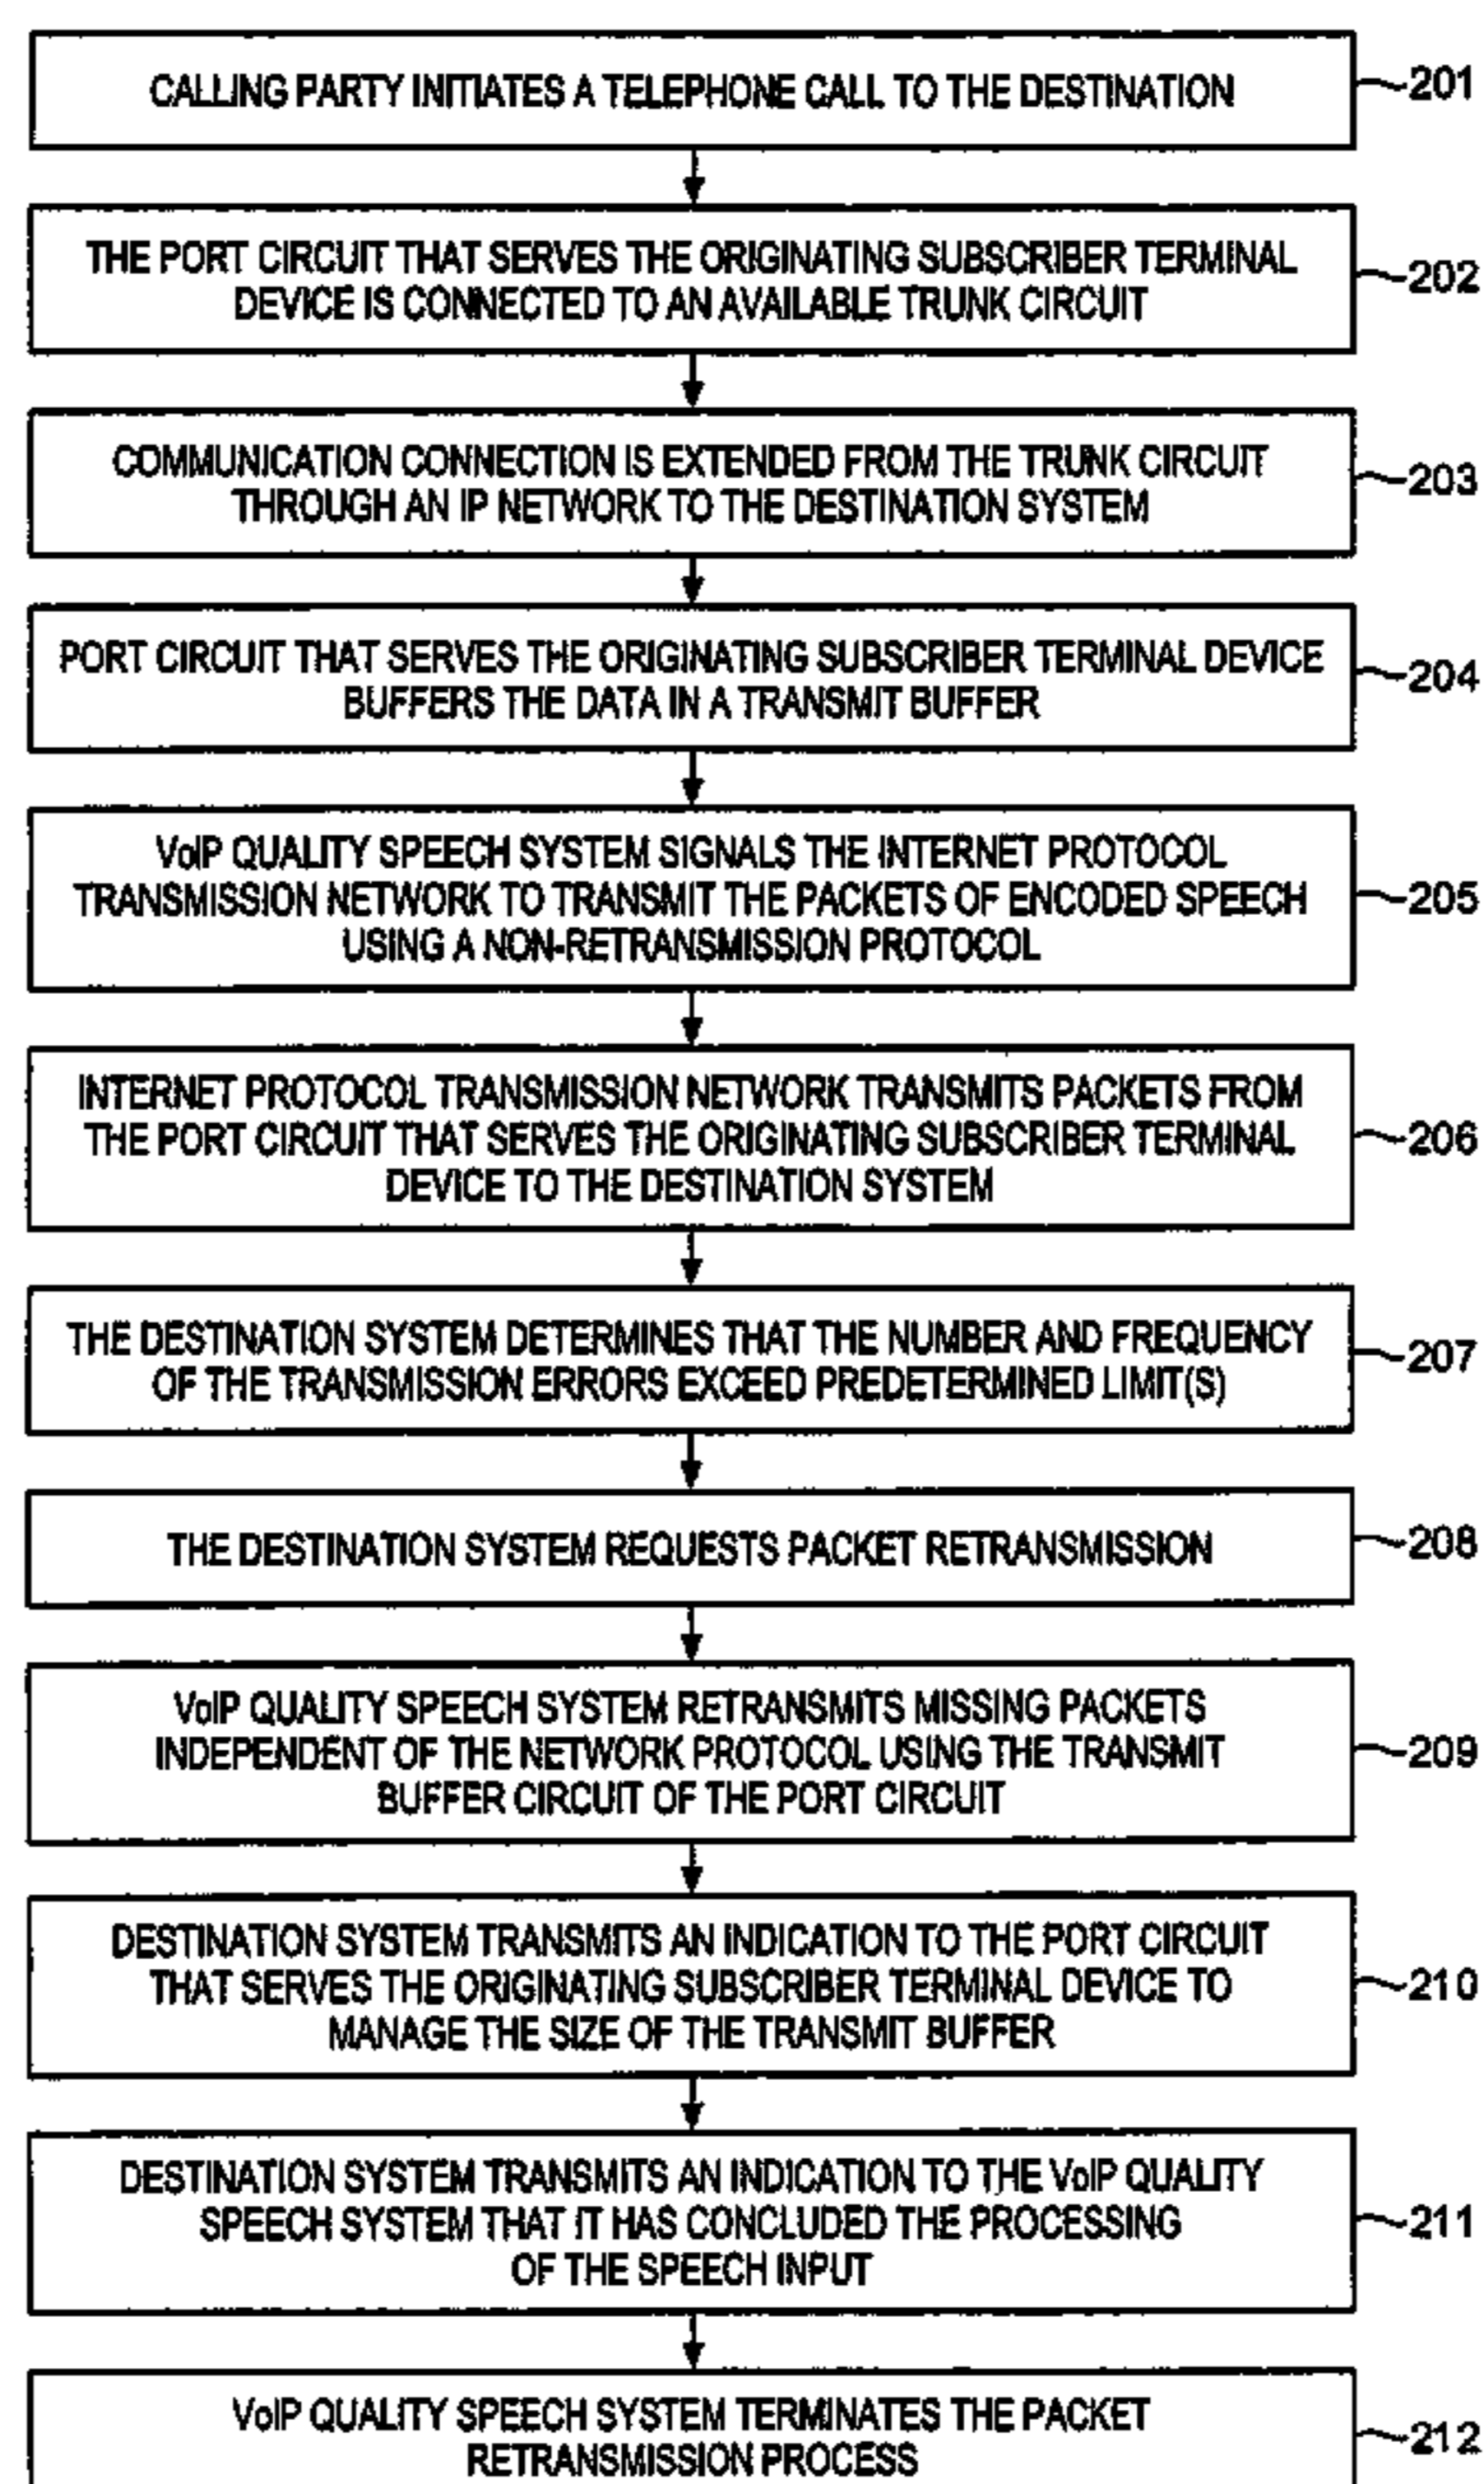 CALLING PARTY INITIATES A TELEPHONE CALL TO THE DESTINATION
201
THE PORT CIRCUIT THAT SERVES THE ORIGINATING SUBSCRIBER TERMINAL
DEVICE IS CONNECTED TO AN AVAILABLE TRUNK CIRCUIT
202
COMMUNICATION CONNECTION IS EXTENDED FROM THE TRUNK CIRCUIT
THROUGH AN IP NETWORK TO THE DESTINATION SYSTEM
203
PORT CIRCUIT THAT SERVES THE ORIGINATING SUBSCRIBER TERMINAL DEVICE
BUFFERS THE DATA IN A TRANSMIT BUFFER
204
VoIP QUALITY SPEECH SYSTEM SIGNALS THE INTERNET PROTOCOL
TRANSMISSION NETWORK TO TRANSMIT THE PACKETS OF ENCODED SPEECH
USING A NON-RETRANSMISSION PROTOCOL
205
INTERNET PROTOCOL TRANSMISSION NETWORK TRANSMITS PACKETS FROM
THE PORT CIRCUIT THAT SERVES THE ORIGINATING SUBSCRIBER TERMINAL
DEVICE TO THE DESTINATION SYSTEM
206
THE DESTINATION SYSTEM DETERMINES THAT THE NUMBER AND FREQUENCY
OF THE TRANSMISSION ERRORS EXCEED PREDETERMINED LIMIT(S)
207
THE DESTINATION SYSTEM REQUESTS PACKET RETRANSMISSION
208
VoIP QUALITY SPEECH SYSTEM RETRANSMITS MISSING PACKETS
INDEPENDENT OF THE NETWORK PROTOCOL USING THE TRANSMIT
BUFFER CIRCUIT OF THE PORT CIRCUIT
209
DESTINATION SYSTEM TRANSMITS AN INDICATION TO THE PORT CIRCUIT
THAT SERVES THE ORIGINATING SUBSCRIBER TERMINAL DEVICE TO
MANAGE THE SIZE OF THE TRANSMIT BUFFER
210
DESTINATION SYSTEM TRANSMITS AN INDICATION TO THE VoIP QUALITY
SPEECH SYSTEM THAT IT HAS CONCLUDED THE PROCESSING
OF THE SPEECH INPUT
211
VoIP QUALITY SPEECH SYSTEM TERMINATES THE PACKET
RETRANSMISSION PROCESS
212